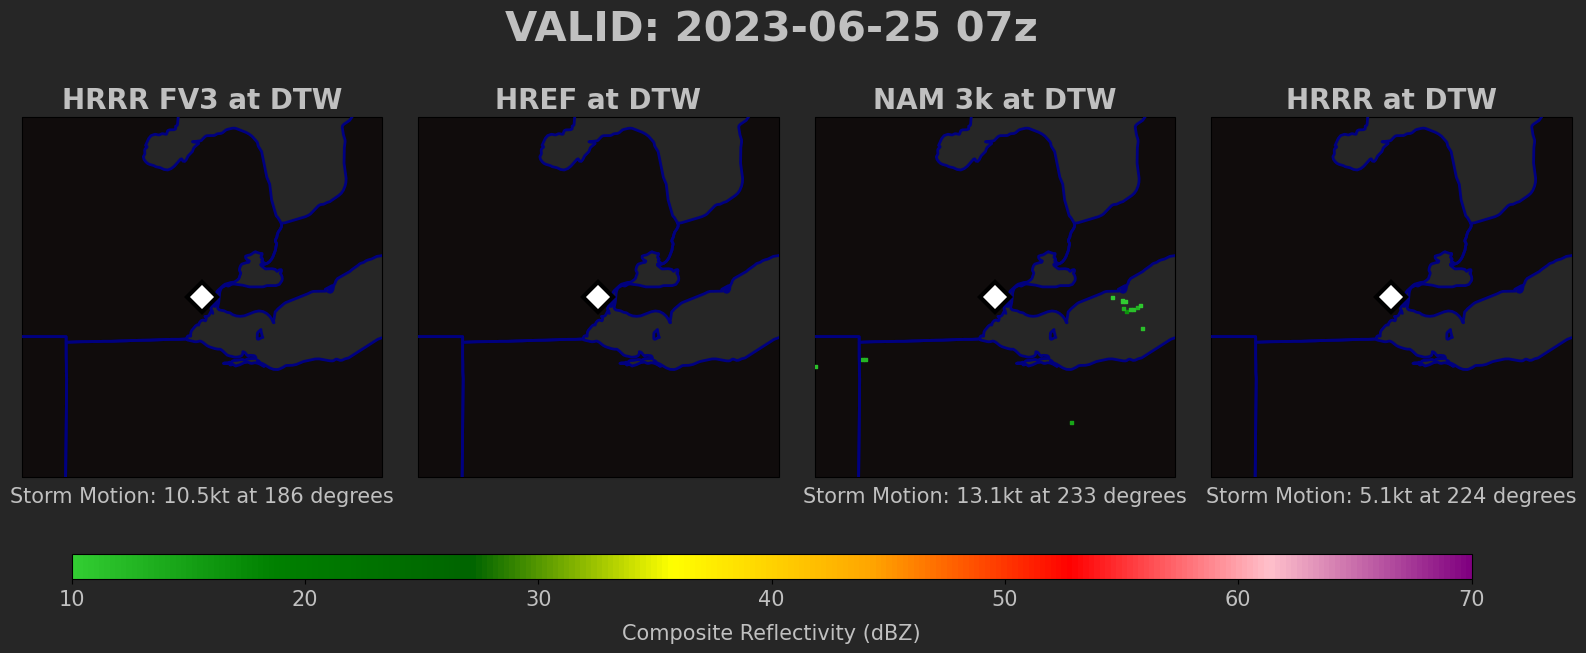 VALID: 2023-06-25 07z
HRRR FV3 at DTW
HREF at DTW
NAM 3k at DTW
HRRR at DTW
Storm Motion: 10.5kt at 186 degrees
Storm Motion: 13.1kt at 233 degrees
Storm Motion: 5.1kt at 224 degrees
10 20 30 40 50 60 70
Composite Reflectivity (dBZ)